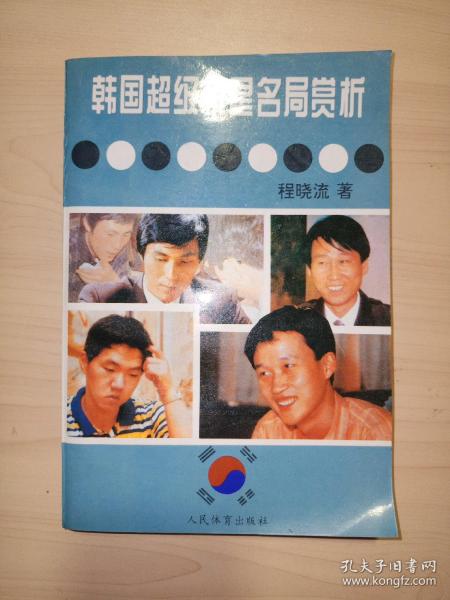 韩国超级星名局赏析
程晓流 著
人民体育出版社
孔夫子旧书网
www.kongfz.com